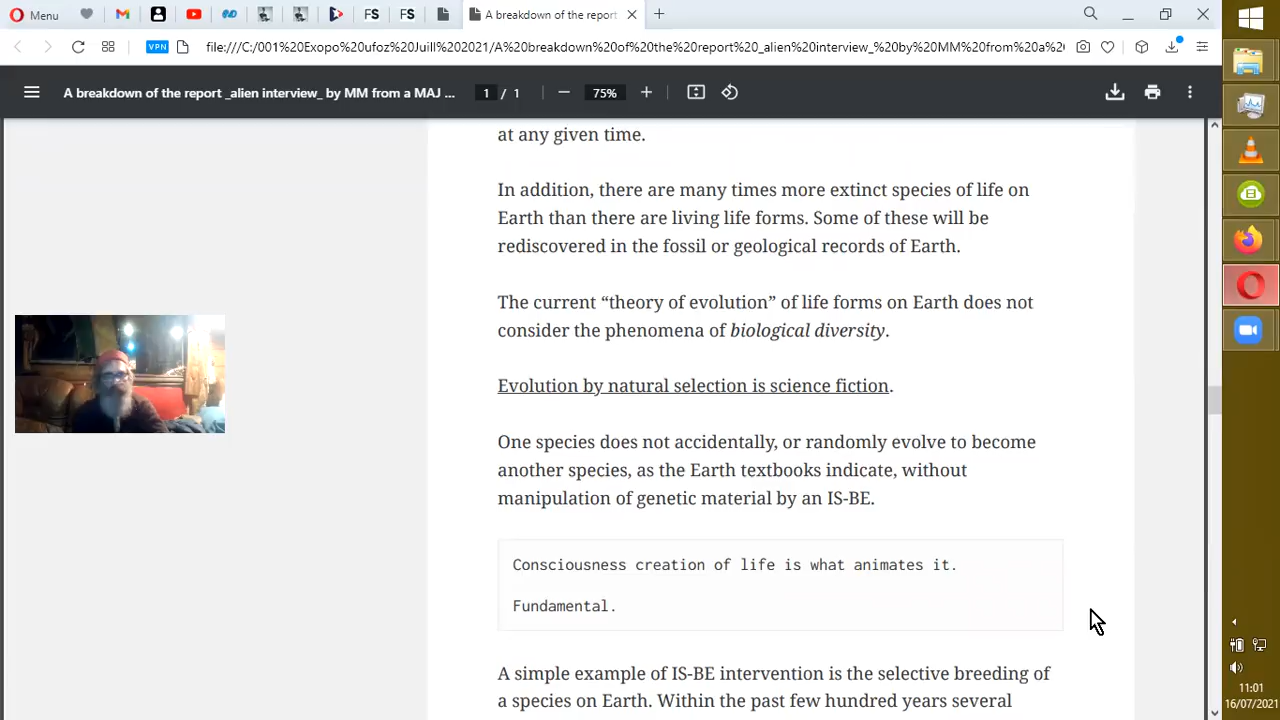 Menu
FS
FS
A breakdown of the report
VPN
file:///C:/001%20Exopo%20ufoz%20Juill%202021/A%20breakdown%20of%20the%20report%20_alien%20interview_%20by%20MM%20from%20a%
A breakdown of the report _alien interview_ by MM from a MAJ ...
1 / 1
75%
at any given time.
In addition, there are many times more extinct species of life on
Earth than there are living life forms. Some of these will be
rediscovered in the fossil or geological records of Earth.
The current “theory of evolution” of life forms on Earth does not
consider the phenomena of biological diversity.
Evolution by natural selection is science fiction.
One species does not accidentally, or randomly evolve to become
another species, as the Earth textbooks indicate, without
manipulation of genetic material by an IS-BE.
Consciousness creation of life is what animates it.
Fundamental.
A simple example of IS-BE intervention is the selective breeding of
a species on Earth. Within the past few hundred years several
11:01
16/07/2021